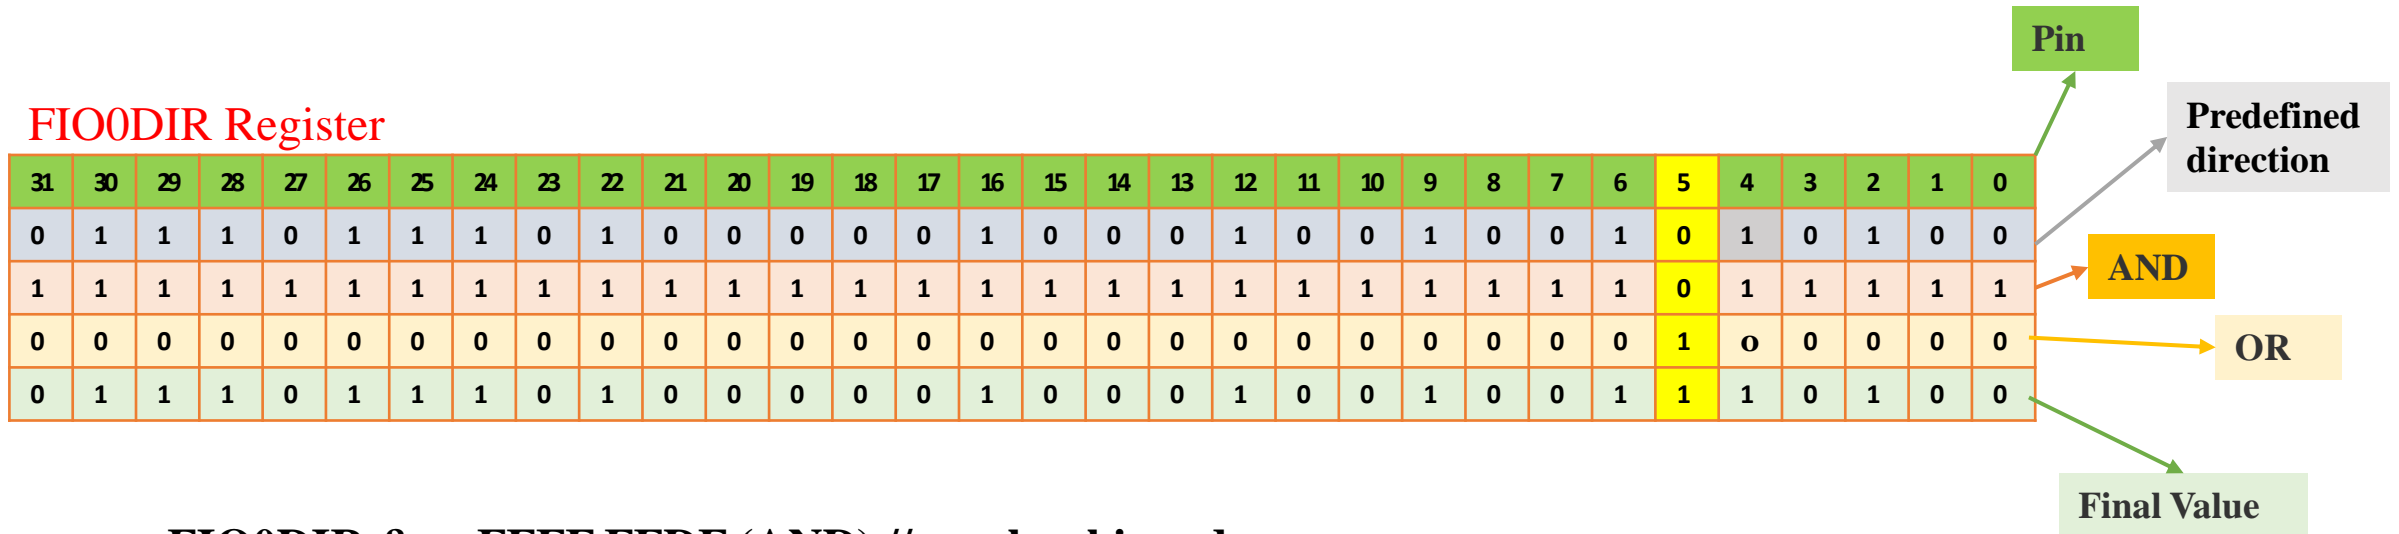 Pin
FIO0DIR Register
Predefined
direction
31 30 29 28 27 26 25 24 23 22 21 20 19 18 17 16 15 14 13 12 11 10 9 8 7 6 5 4 3 2 1 0
0 1 1 1 0 1 1 1 0 1 0 0 0 0 0 1 0 0 0 1 0 0 1 0 0 1 0 1 0 1 0 0
1 1 1 1 1 1 1 1 1 1 1 1 1 1 1 1 1 1 1 1 1 1 1 1 1 1 0 1 1 1 1 1
AND
0 0 0 0 0 0 0 0 0 0 0 0 0 0 0 0 0 0 0 0 0 0 0 0 0 0 1 o 0 0 0 0
OR
0 1 1 1 0 1 1 1 0 1 0 0 0 0 0 1 0 0 0 1 0 0 1 0 0 1 1 1 0 1 0 0
Final Value